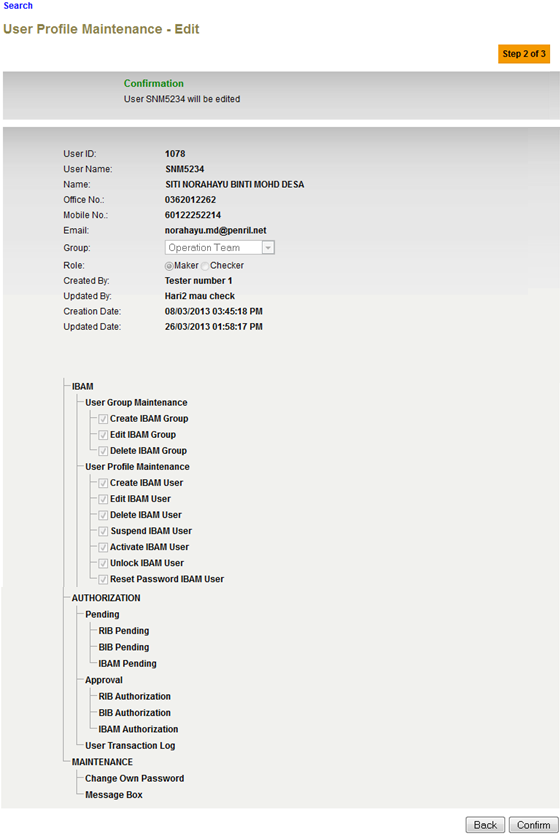 Search
User Profile Maintenance - Edit
Step 2 of 3
Confirmation
User SNM5234 will be edited
User ID: 1078
User Name: SNM5234
Name: SITI NORAHAYU BINTI MOHD DESA
Office No.: 0362012262
Mobile No.: 60122252214
Email: norahayu.md@penril.net
Group: Operation Team
Role: Maker Checker
Created By: Tester number 1
Updated By: Hari2 mau check
Creation Date: 08/03/2013 03:45:18 PM
Updated Date: 26/03/2013 01:58:17 PM
IBAM
User Group Maintenance
Create IBAM Group
Edit IBAM Group
Delete IBAM Group
User Profile Maintenance
Create IBAM User
Edit IBAM User
Delete IBAM User
Suspend IBAM User
Activate IBAM User
Unlock IBAM User
Reset Password IBAM User
AUTHORIZATION
Pending
RIB Pending
BIB Pending
IBAM Pending
Approval
RIB Authorization
BIB Authorization
IBAM Authorization
User Transaction Log
MAINTENANCE
Change Own Password
Message Box
Back Confirm